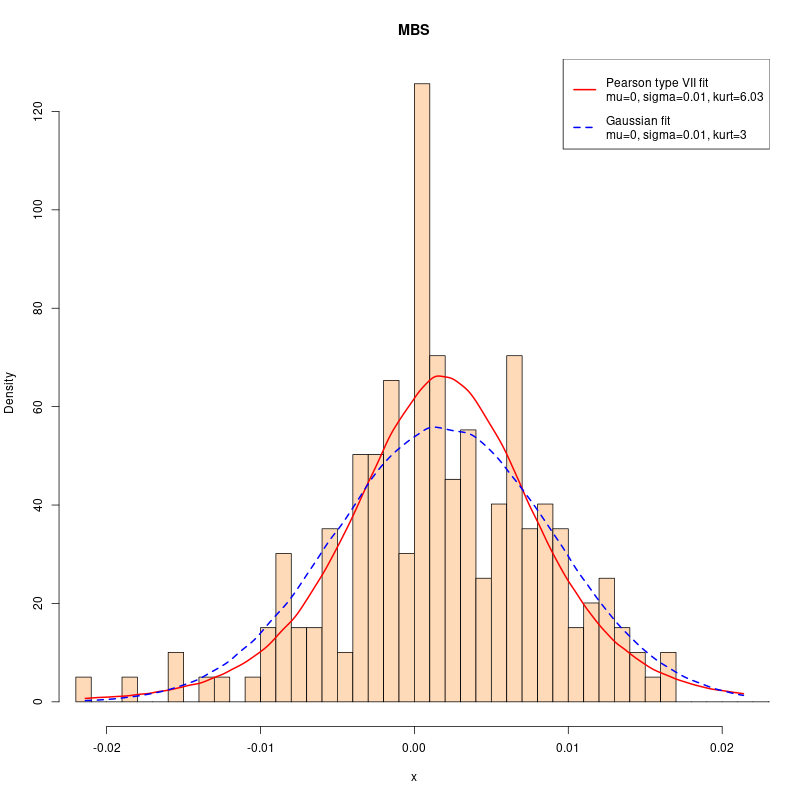 MBS
Pearson type VII fit
mu=0, sigma=0.01, kurt=6.03
Gaussian fit
mu=0, sigma=0.01, kurt=3
Density
120
100
80
60
40
20
0
-0.02 -0.01 0.00 0.01 0.02
x